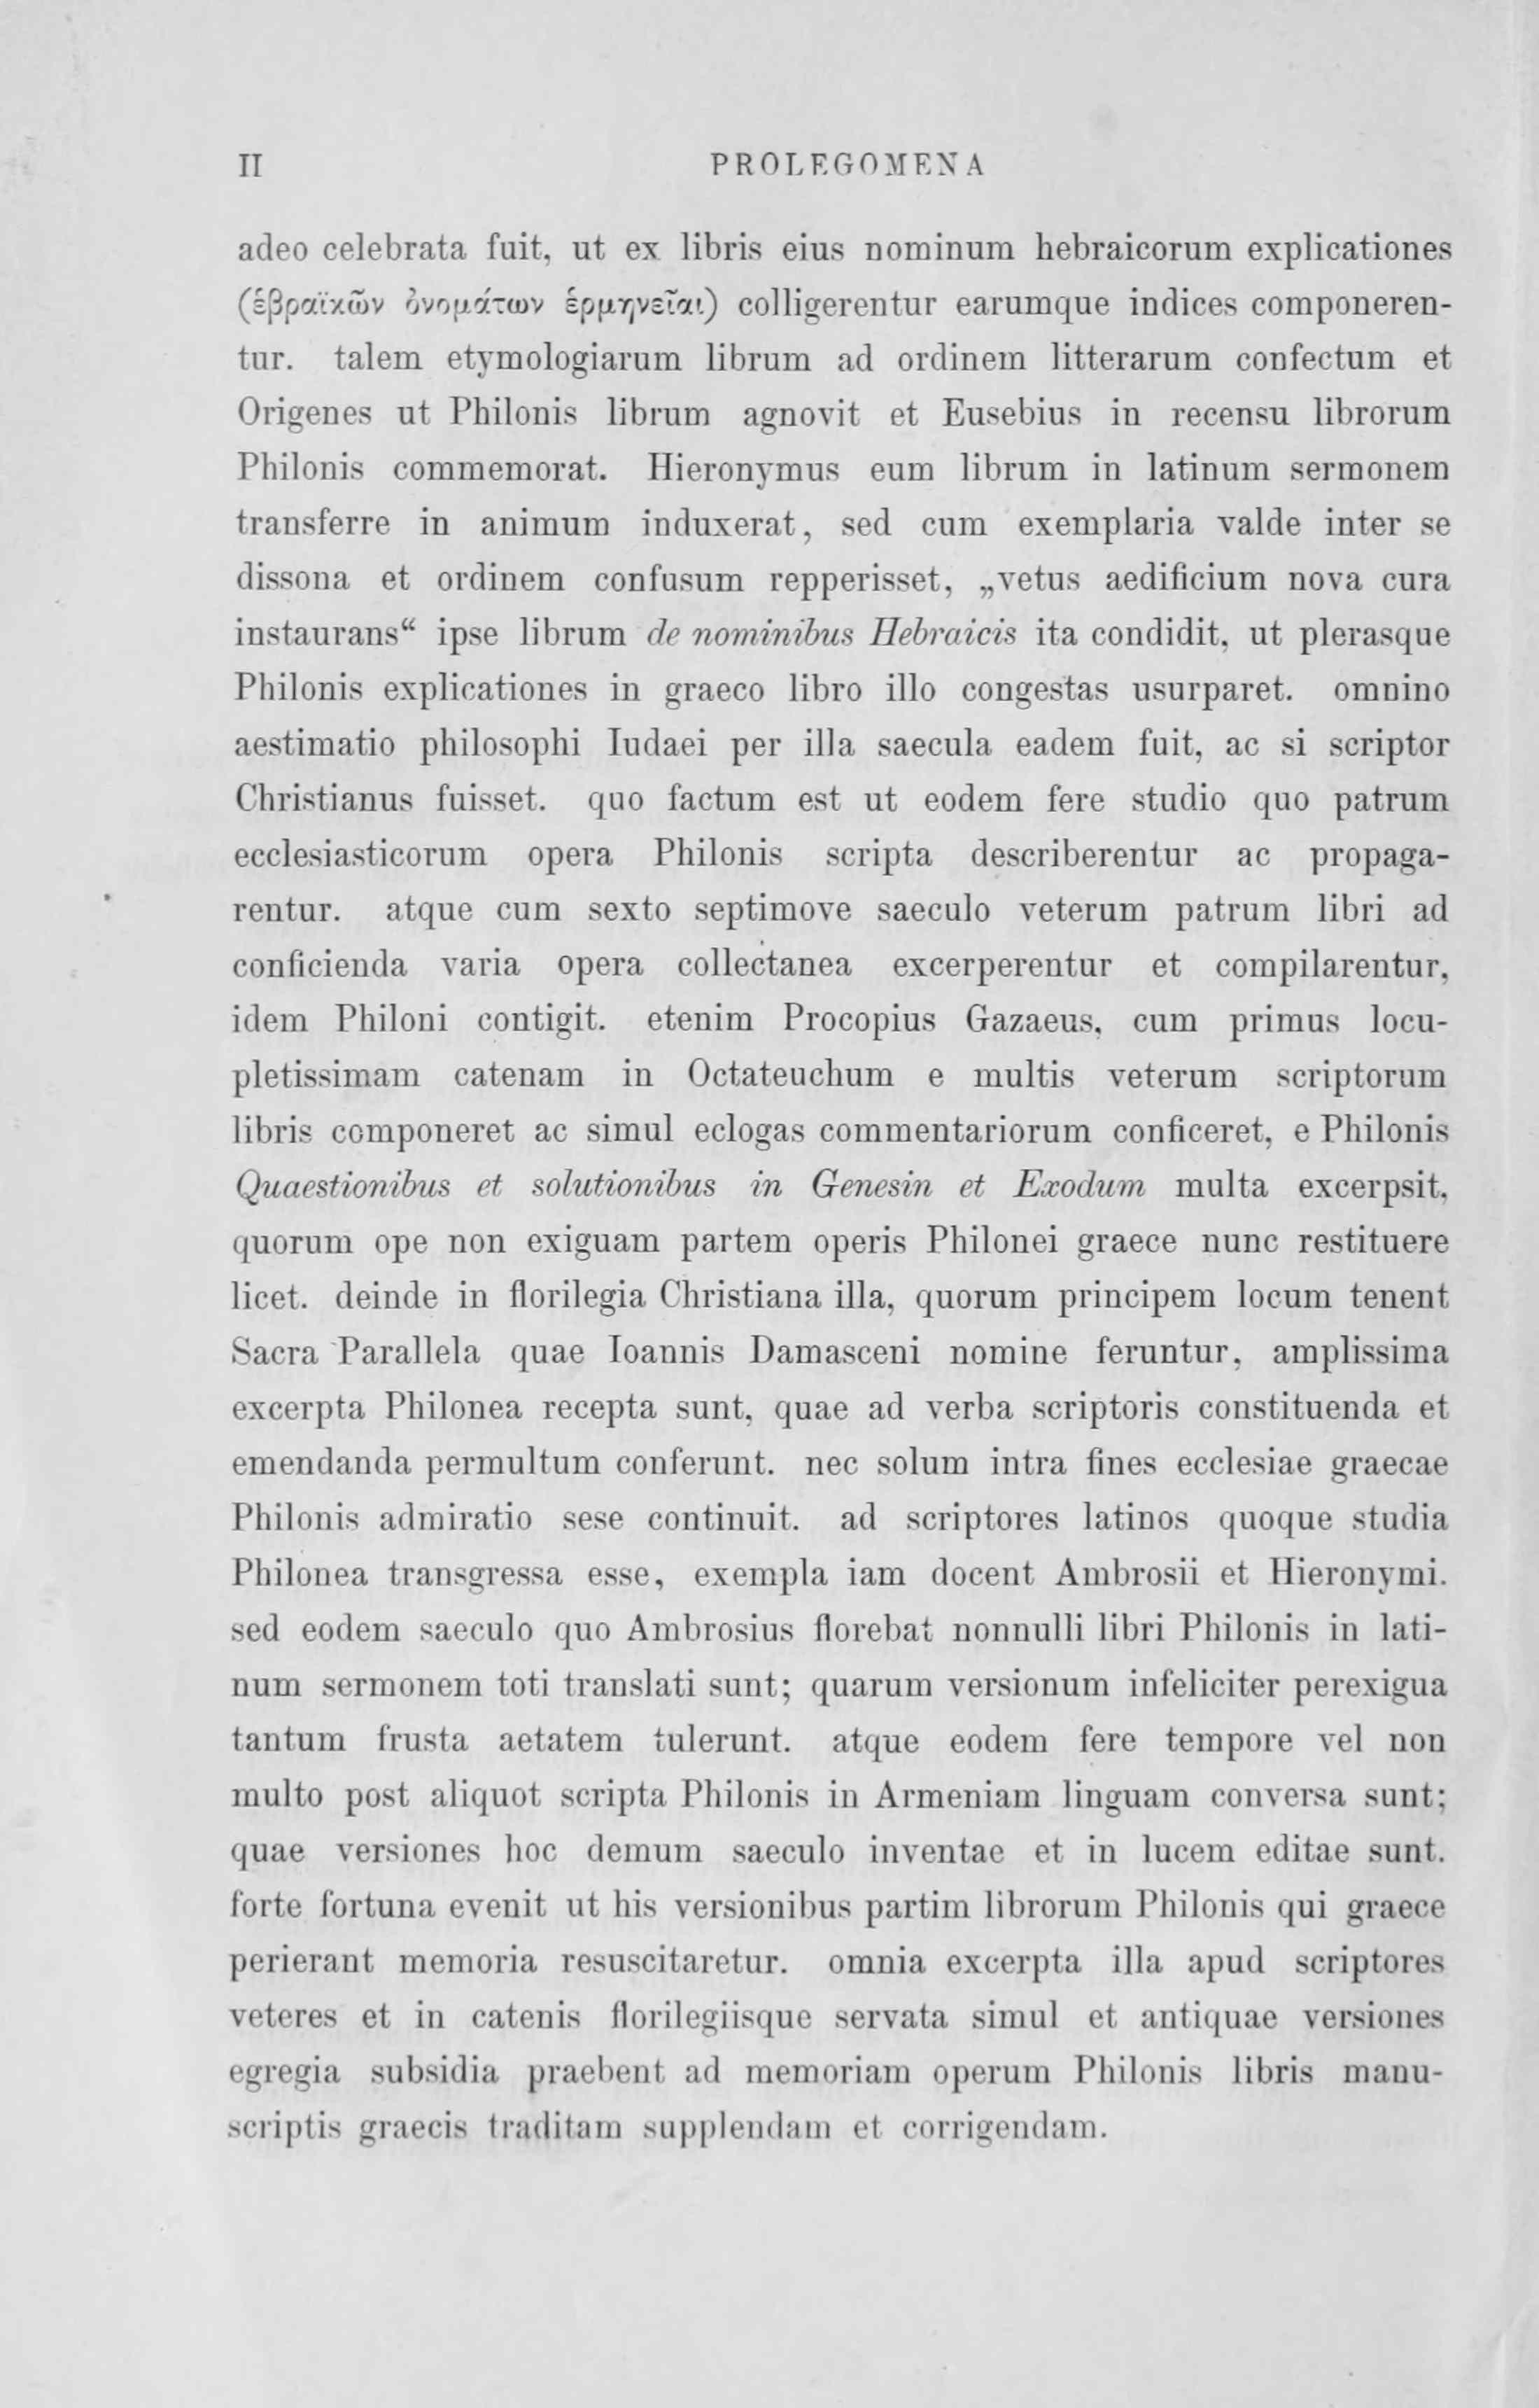 II PROLEGOMENA
adeo celebrata fuit, ut ex libris eius nominum hebraicorum explicationes
(ἑβραϊκῶν ὀνομάτων ἑρμηνεῖαι) colligerentur earumque indices componeren-
tur. talem etymologiarum librum ad ordinem litterarum confectum et
Origenes ut Philonis librum agnovit et Eusebius in recensu librorum
Philonis commemorat. Hieronymus eum librum in latinum sermonem
transferre in animum induxerat, sed cum exemplaria valde inter se
dissona et ordinem confusum repperisset, „vetus aedificium nova cura
instaurans“ ipse librum de nominibus Hebraicis ita condidit, ut plerasque
Philonis explicationes in graeco libro illo congestas usurparet. omnino
aestimatio philosophi Iudaei per illa saecula eadem fuit, ac si scriptor
Christianus fuisset. quo factum est ut eodem fere studio quo patrum
ecclesiasticorum opera Philonis scripta describerentur ac propaga-
rentur. atque cum sexto septimove saeculo veterum patrum libri ad
conficienda varia opera collectanea excerperentur et compilarentur,
idem Philoni contigit. etenim Procopius Gazaeus, cum primus locu-
pletissimam catenam in Octateuchum e multis veterum scriptorum
libris componeret ac simul eclogas commentariorum conficeret, e Philonis
Quaestionibus et solutionibus in Genesin et Exodum multa excerpsit,
quorum ope non exiguam partem operis Philonei graece nunc restituere
licet. deinde in florilegia Christiana illa, quorum principem locum tenent
Sacra Parallela quae Ioannis Damasceni nomine feruntur, amplissima
excerpta Philonea recepta sunt, quae ad verba scriptoris constituenda et
emendanda permultum conferunt. nec solum intra fines ecclesiae graecae
Philonis admiratio sese continuit. ad scriptores latinos quoque studia
Philonea transgressa esse, exempla iam docent Ambrosii et Hieronymi.
sed eodem saeculo quo Ambrosius florebat nonnulli libri Philonis in lati-
num sermonem toti translati sunt; quarum versionum infeliciter perexigua
tantum frusta aetatem tulerunt. atque eodem fere tempore vel non
multo post aliquot scripta Philonis in Armeniam linguam conversa sunt;
quae versiones hoc demum saeculo inventae et in lucem editae sunt.
forte fortuna evenit ut his versionibus partim librorum Philonis qui graece
perierant memoria resuscitaretur. omnia excerpta illa apud scriptores
veteres et in catenis florilegiisque servata simul et antiquae versiones
egregia subsidia praebent ad memoriam operum Philonis libris manu-
scriptis graecis traditam supplendam et corrigendam.